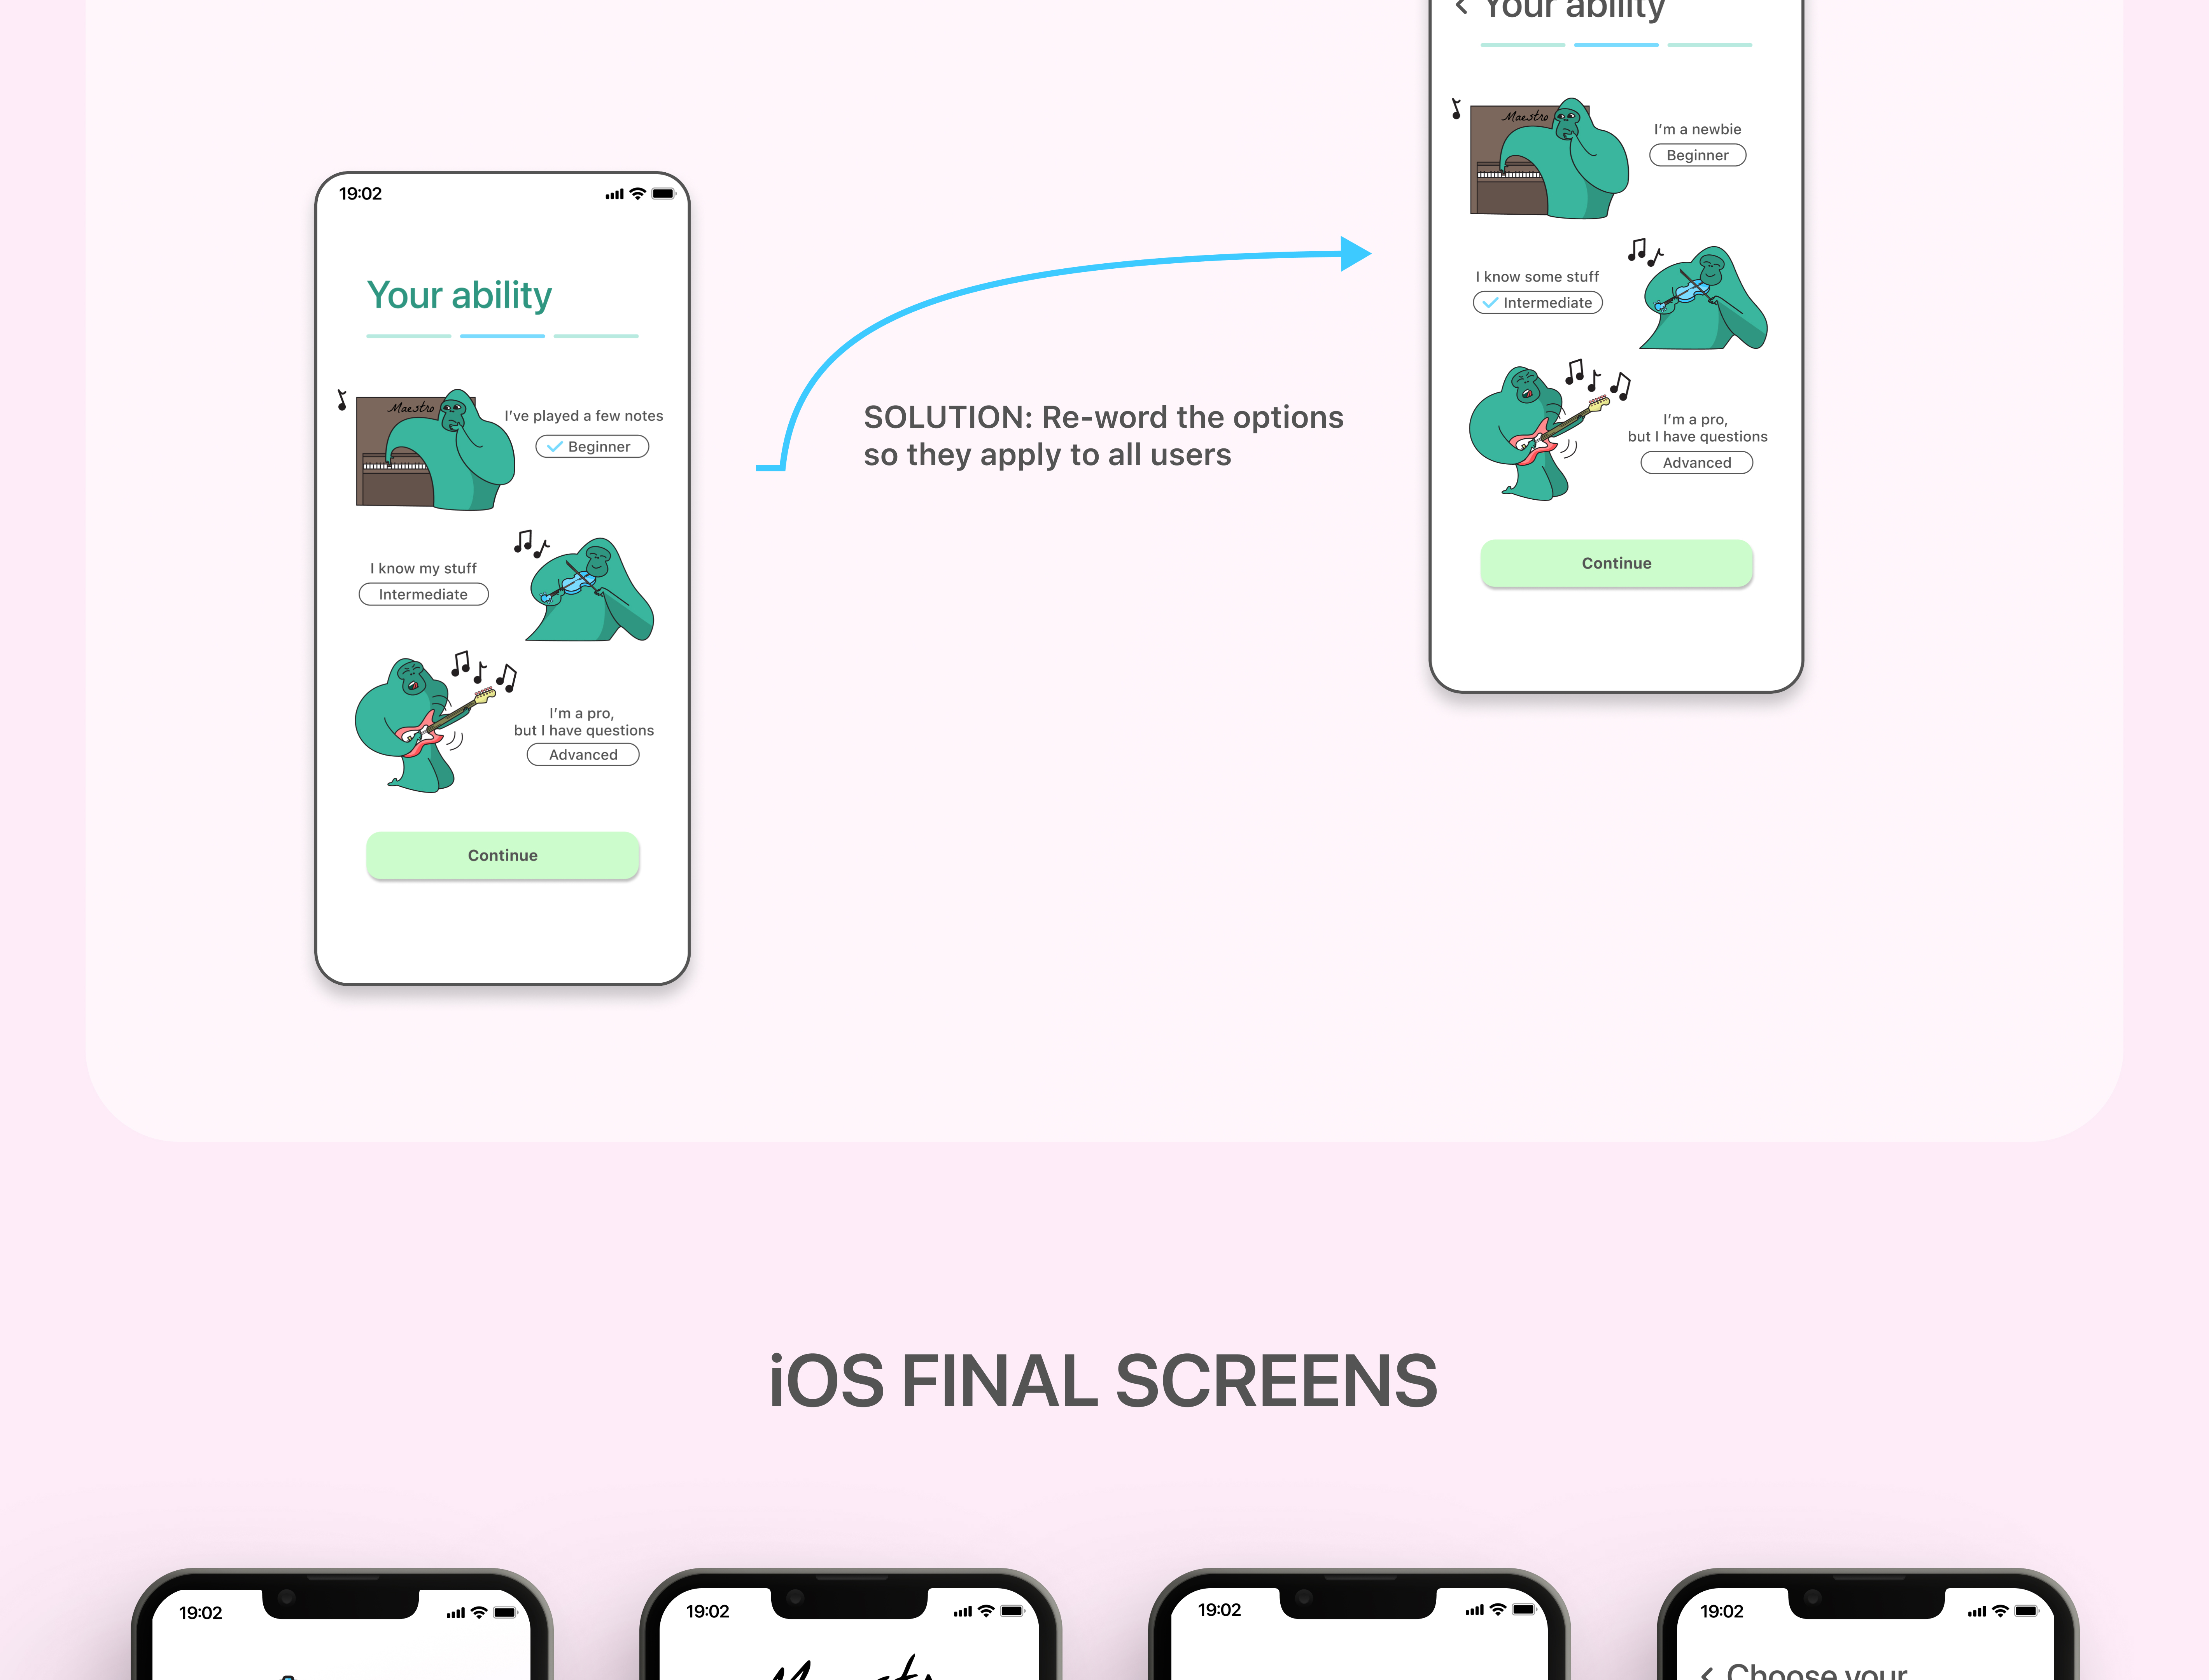 Your ability
Maestro
I'm a newbie
Beginner
I know some stuff
Intermediate
I'm a pro,
but I have questions
Advanced
Continue
19:02
Your ability
Maestro
I've played a few notes
Beginner
I know my stuff
Intermediate
I'm a pro,
but I have questions
Advanced
Continue
SOLUTION: Re-word the options
so they apply to all users
iOS FINAL SCREENS
19:02
19:02
19:02
19:02
Maestro
Choose your